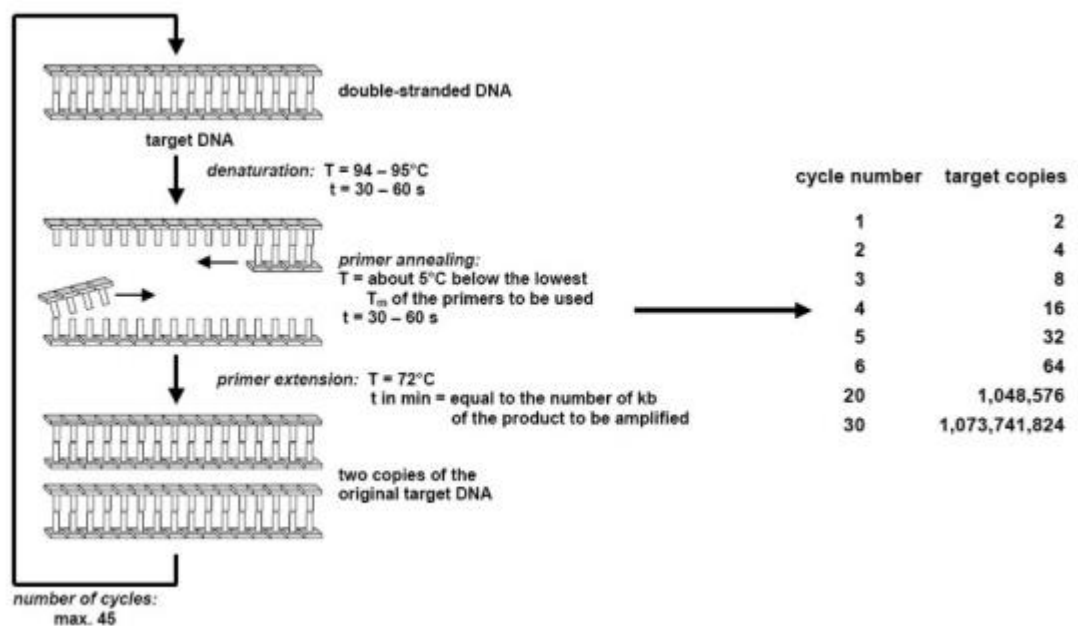 double-stranded DNA
target DNA
denaturation: T = 94 – 95°C
t = 30 – 60 s
primer annealing:
T = about 5°C below the lowest
Tm of the primers to be used
t = 30 – 60 s
primer extension: T = 72°C
t in min = equal to the number of kb
of the product to be amplified
two copies of the
original target DNA
number of cycles:
max. 45
cycle number target copies
1 2
2 4
3 8
4 16
5 32
6 64
20 1,048,576
30 1,073,741,824